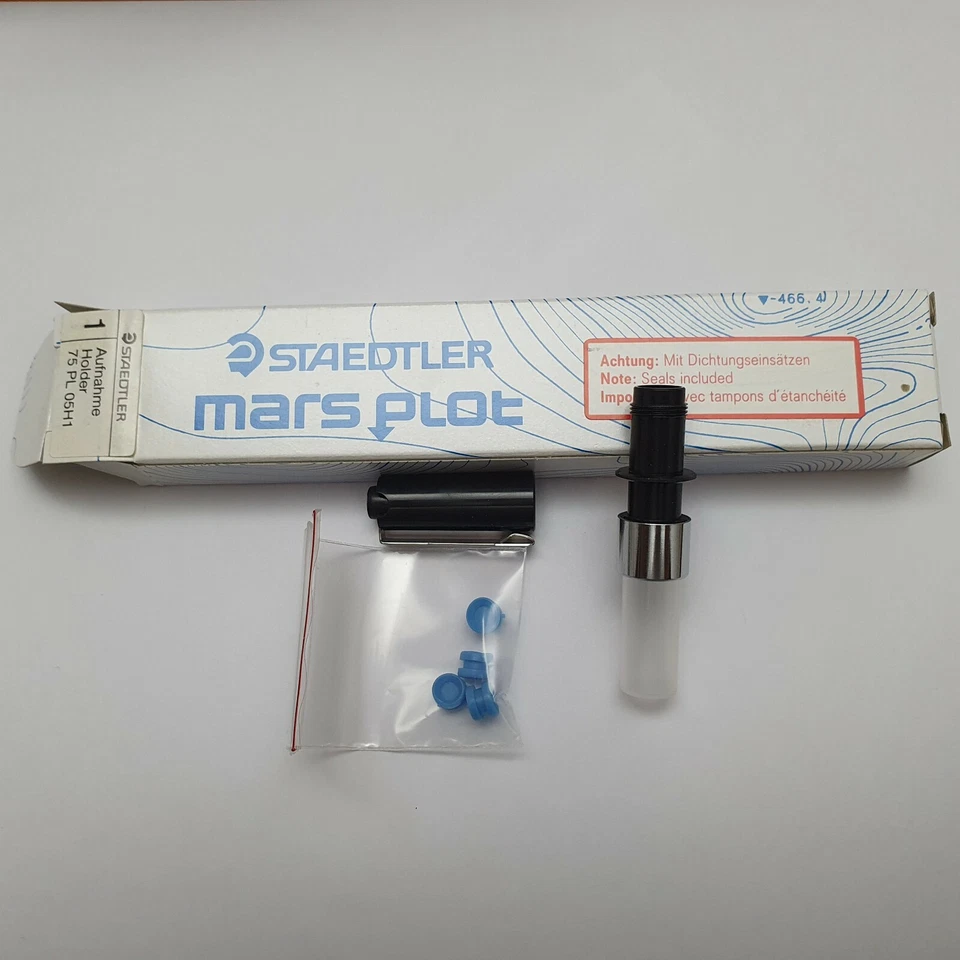 STAEDTLER
1
Aufnahme
Holder
75 PL 05H1
STAEDTLER
mars plot
-466.4
Achtung: Mit Dichtungseinsätzen
Note: Seals included
tampons d'étanchéité